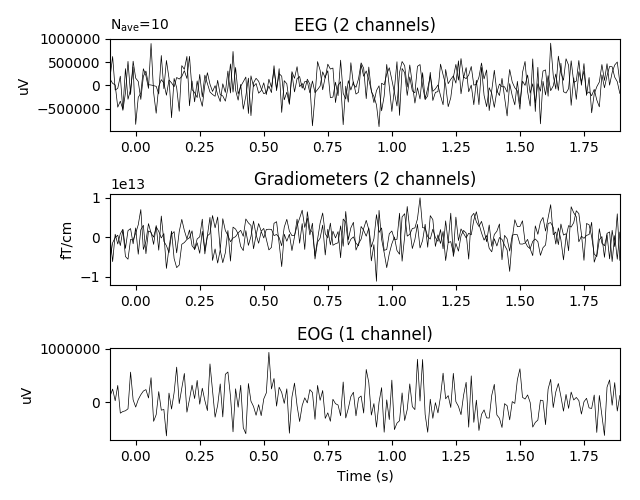 N_ave=10
EEG (2 channels)
1000000
500000
0
−500000
uV
0.00 0.25 0.50 0.75 1.00 1.25 1.50 1.75
1e13
Gradiometers (2 channels)
1
0
−1
fT/cm
0.00 0.25 0.50 0.75 1.00 1.25 1.50 1.75
EOG (1 channel)
1000000
0
uV
0.00 0.25 0.50 0.75 1.00 1.25 1.50 1.75
Time (s)